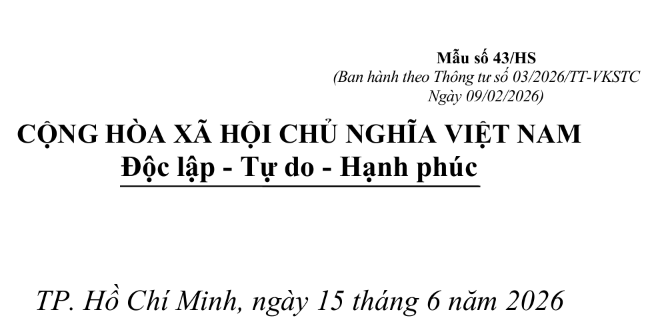 Mẫu số 43/HS
(Ban hành theo Thông tư số 03/2026/TT-VKSTC
Ngày 09/02/2026)
CỘNG HÒA XÃ HỘI CHỦ NGHĨA VIỆT NAM
Độc lập - Tự do - Hạnh phúc
TP. Hồ Chí Minh, ngày 15 tháng 6 năm 2026